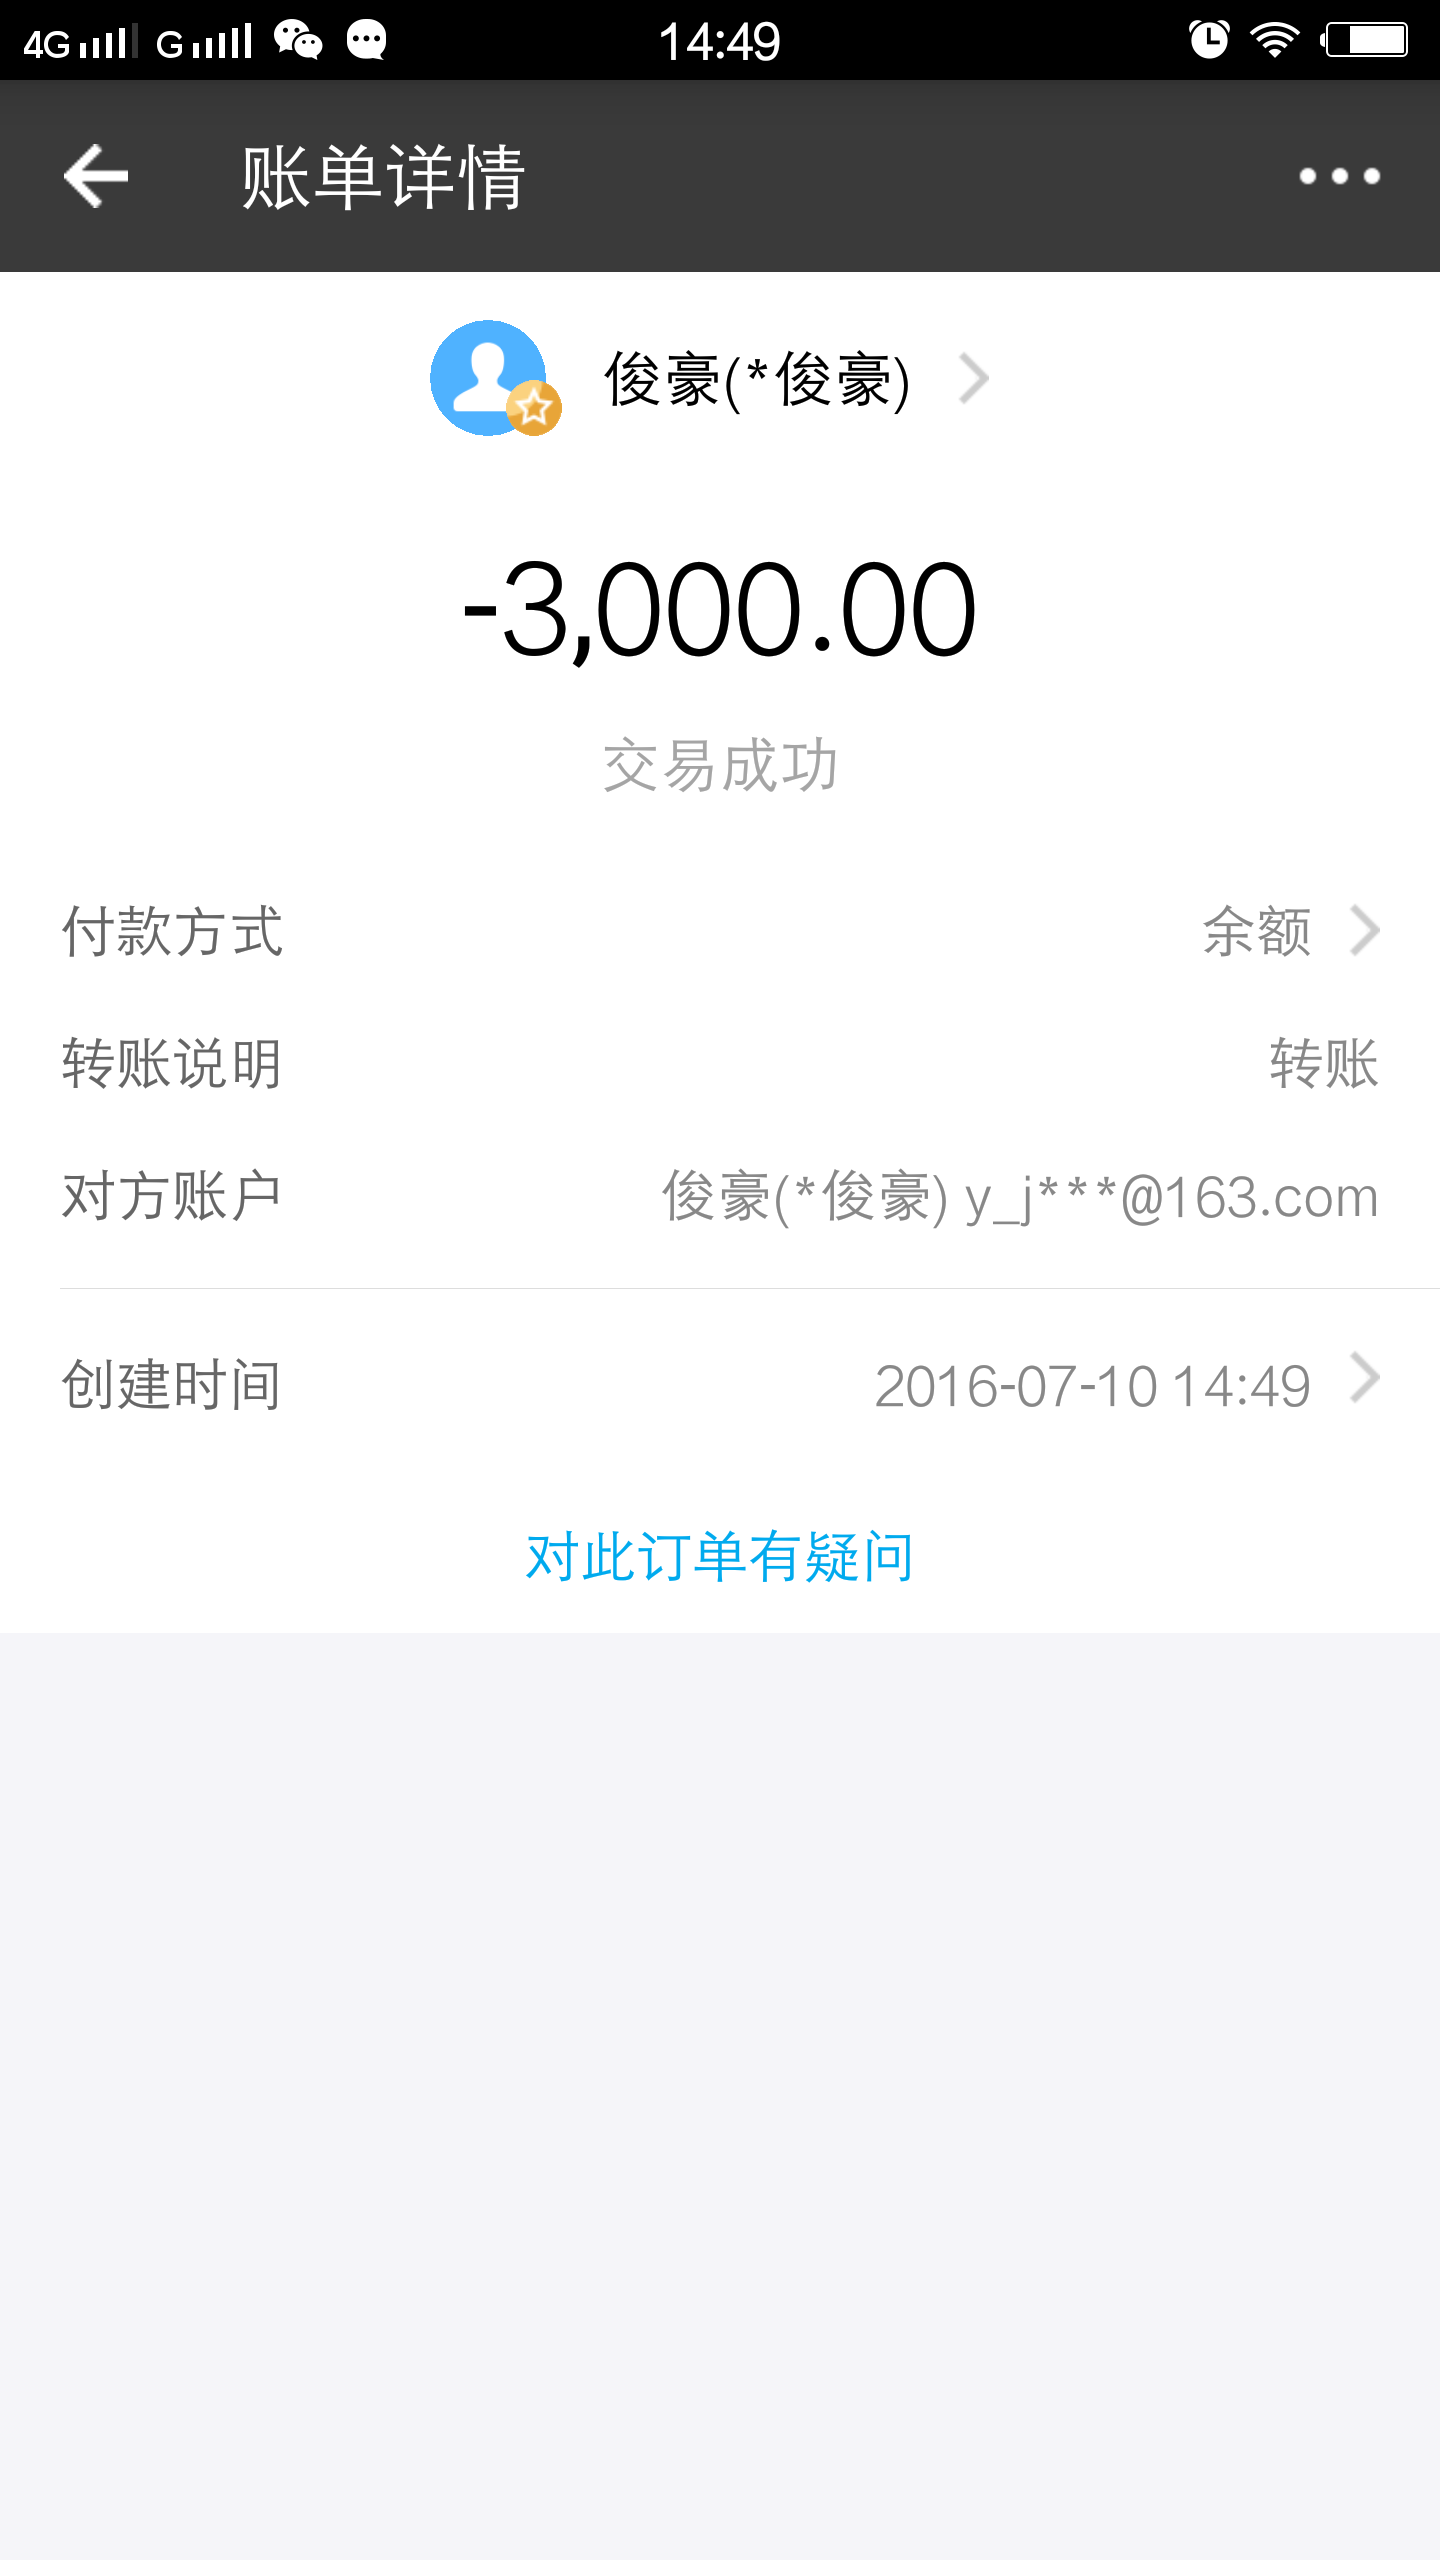 4G G 14:49
账单详情
俊豪(*俊豪)
-3,000.00
交易成功
付款方式 余额
转账说明 转账
对方账户 俊豪(*俊豪) y_j***@163.com
创建时间 2016-07-10 14:49
对此订单有疑问